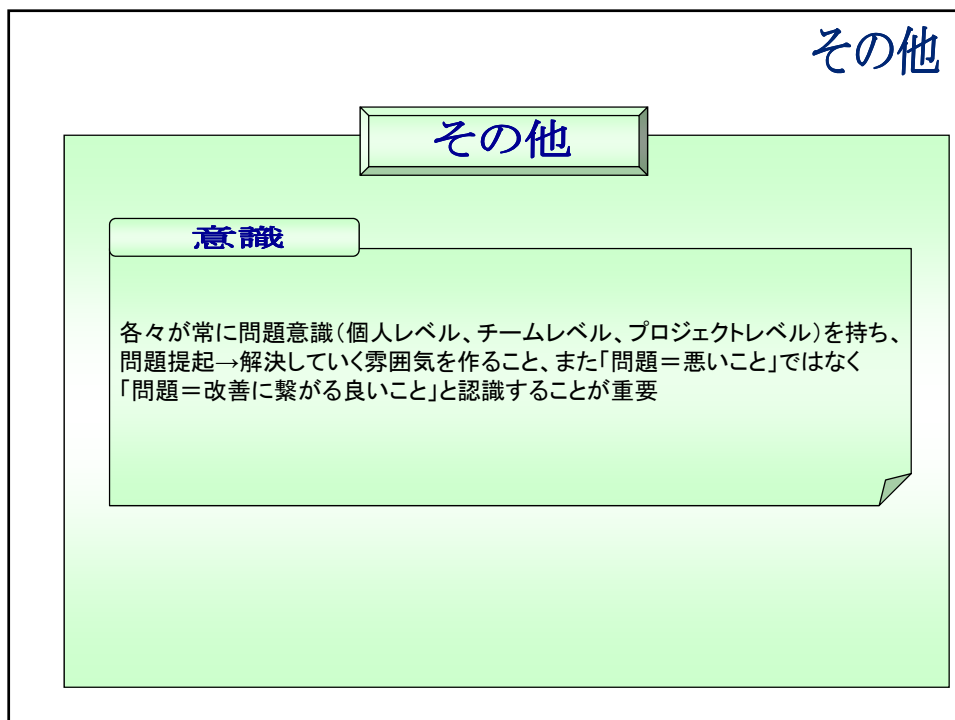 その他
その他
意識
各々が常に問題意識（個人レベル、チームレベル、プロジェクトレベル）を持ち、
問題提起→解決していく雰囲気を作ること、また「問題＝悪いこと」ではなく
「問題＝改善に繋がる良いこと」と認識することが重要